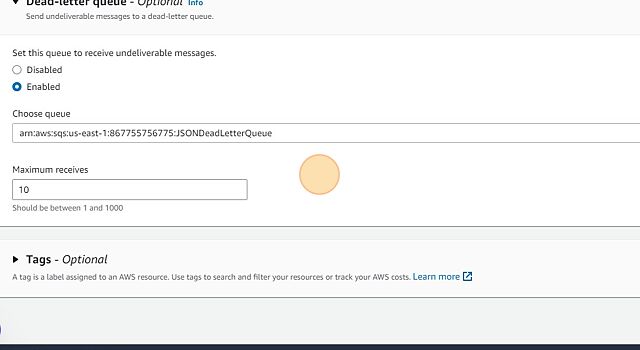 Dead-letter queue - Optional Info
Send undeliverable messages to a dead-letter queue.
Set this queue to receive undeliverable messages.
Disabled
Enabled
Choose queue
arn:aws:sqs:us-east-1:867755756775:JSONDeadLetterQueue
Maximum receives
10
Should be between 1 and 1000
Tags - Optional
A tag is a label assigned to an AWS resource. Use tags to search and filter your resources or track your AWS costs. Learn more